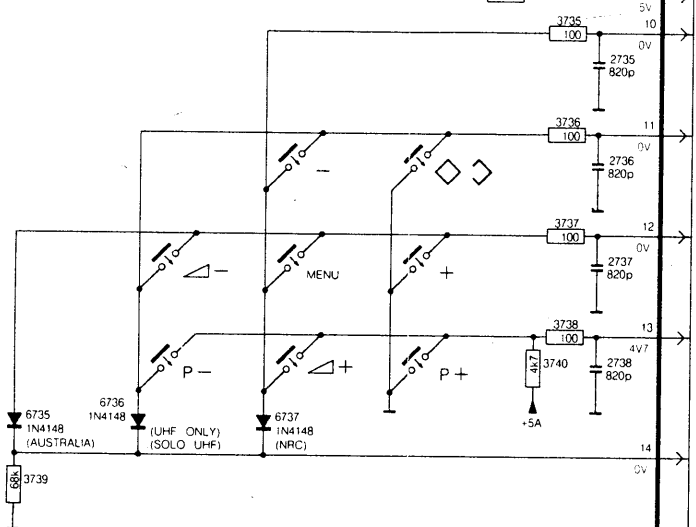 5V
3735
10
100
0V
2735
820p
3736
11
100
0V
2736
820p
−
3737
12
100
0V
2737
820p
−
MENU
+
3738
13
100
4V7
2738
820p
4k7
3740
P −
+
P +
+5A
6735
1N4148
(AUSTRALIA)
6736
1N4148
(UHF ONLY)
(SOLO UHF)
6737
1N4148
(NRC)
14
0V
68k
3739